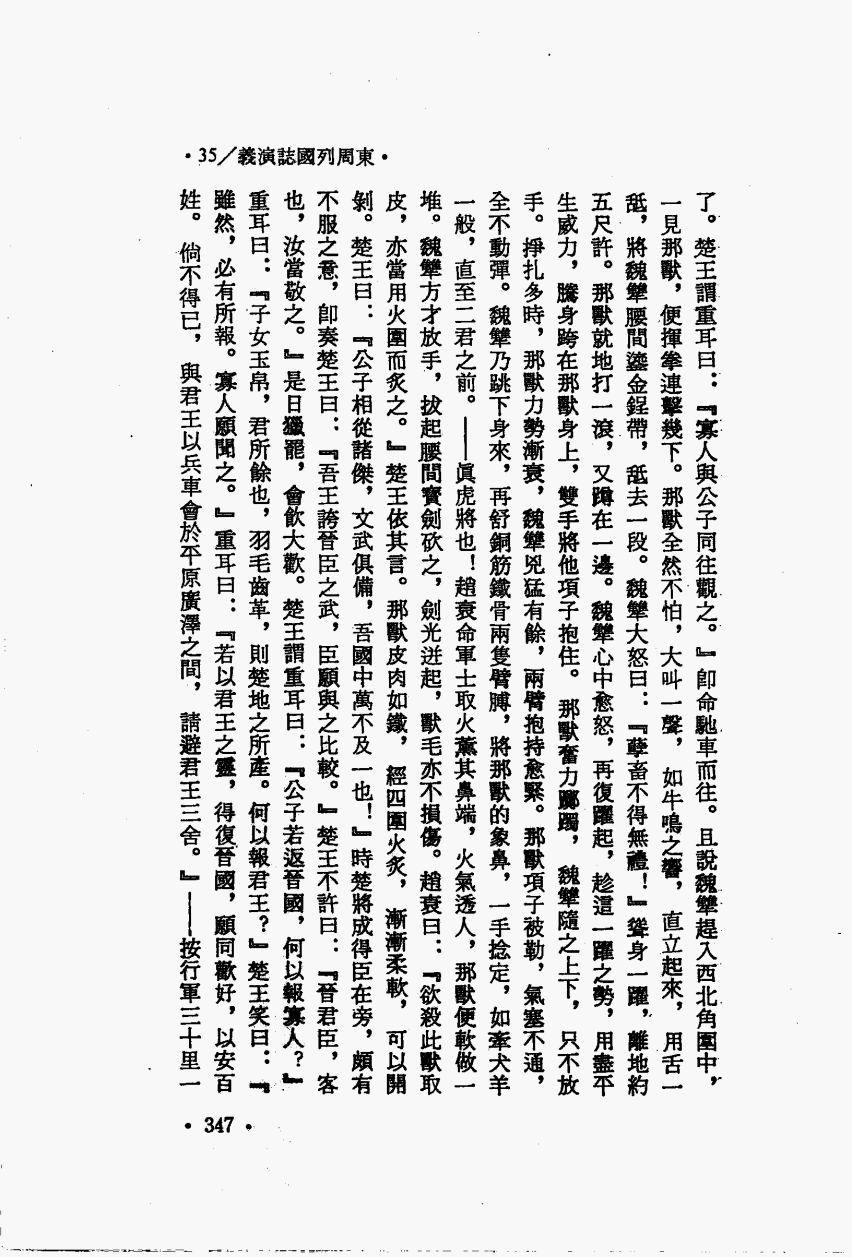 •35／義演誌國列周東•
了。楚王謂重耳曰：『寡人與公子同往觀之。』卽命馳車而往。且說魏犨趕入西北角圍中，
一見那獸，便揮拳連擊幾下。那獸全然不怕，大叫一聲，如牛鳴之響，直立起來，用舌一
舐，將魏犨腰間鎏金鋥帶，舐去一段。魏犨大怒曰：『孽畜不得無禮！』聳身一躍，離地約
五尺許。那獸就地打一滾，又蹲在一邊。魏犨心中愈怒，再復躍起，趁這一躍之勢，用盡平
生威力，騰身跨在那獸身上，雙手將他項子抱住。那獸奮力躑躅，魏犨隨之上下，只不放
手。掙扎多時，那獸力勢漸衰，魏犨兇猛有餘，兩臂抱持愈緊。那獸項子被勒，氣塞不通，
全不動彈。魏犨乃跳下身來，再舒銅筋鐵骨兩隻臂膊，將那獸的象鼻，一手捻定，如牽犬羊
一般，直至二君之前。——眞虎將也！趙衰命軍士取火薰其鼻端，火氣透人，那獸便軟做一
堆。魏犨方才放手，拔起腰間寶劍砍之，劍光迸起，獸毛亦不損傷。趙衰曰：『欲殺此獸取
皮，亦當用火圍而炙之。』楚王依其言。那獸皮肉如鐵，經四圍火炙，漸漸柔軟，可以開
剝。楚王曰：『公子相從諸傑，文武俱備，吾國中萬不及一也！』時楚將成得臣在旁，頗有
不服之意，卽奏楚王曰：『吾王誇晉臣之武，臣願與之比較。』楚王不許曰：『晉君臣，客
也，汝當敬之。』是日獵罷，會飲大歡。楚王謂重耳曰：『公子若返晉國，何以報寡人？』
重耳曰：『子女玉帛，君所餘也，羽毛齒革，則楚地之所產。何以報君王？』楚王笑曰：『
雖然，必有所報。寡人願聞之。』重耳曰：『若以君王之靈，得復晉國，願同歡好，以安百
姓。倘不得已，與君王以兵車會於平原廣澤之間，請避君王三舍。』——按行軍三十里一
•347•